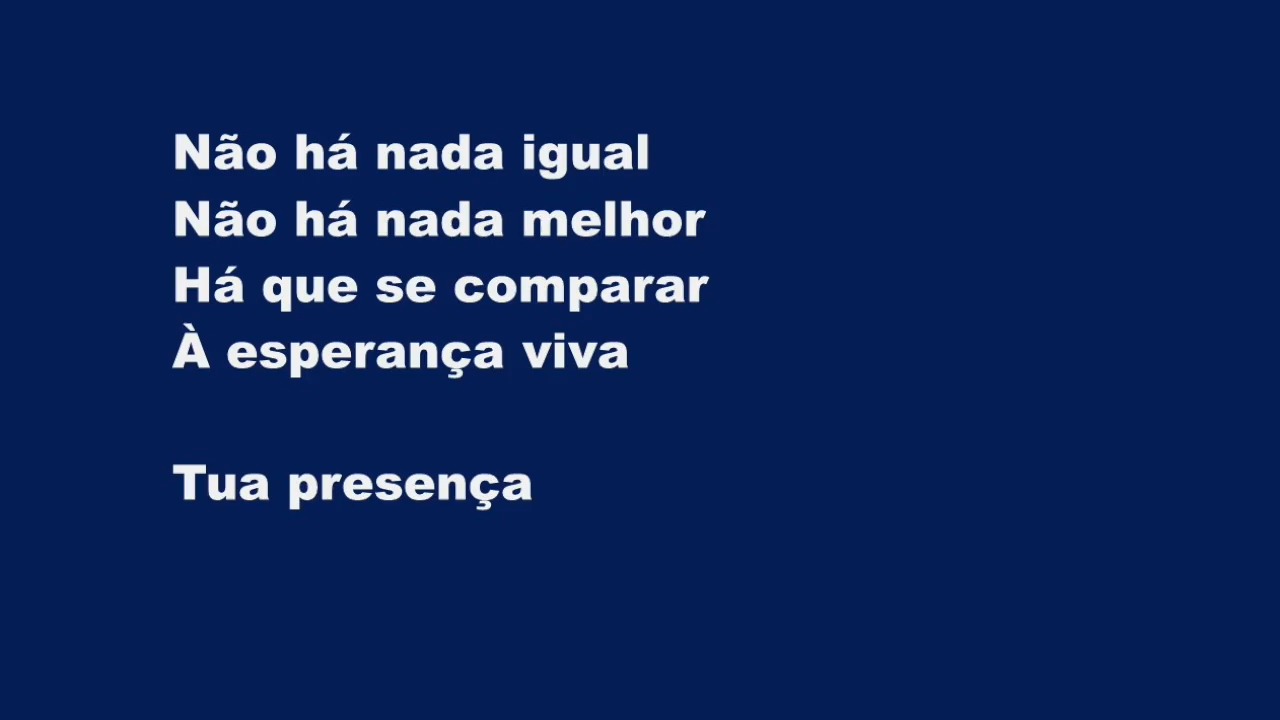 Não há nada igual
Não há nada melhor
Há que se comparar
À esperança viva
Tua presença